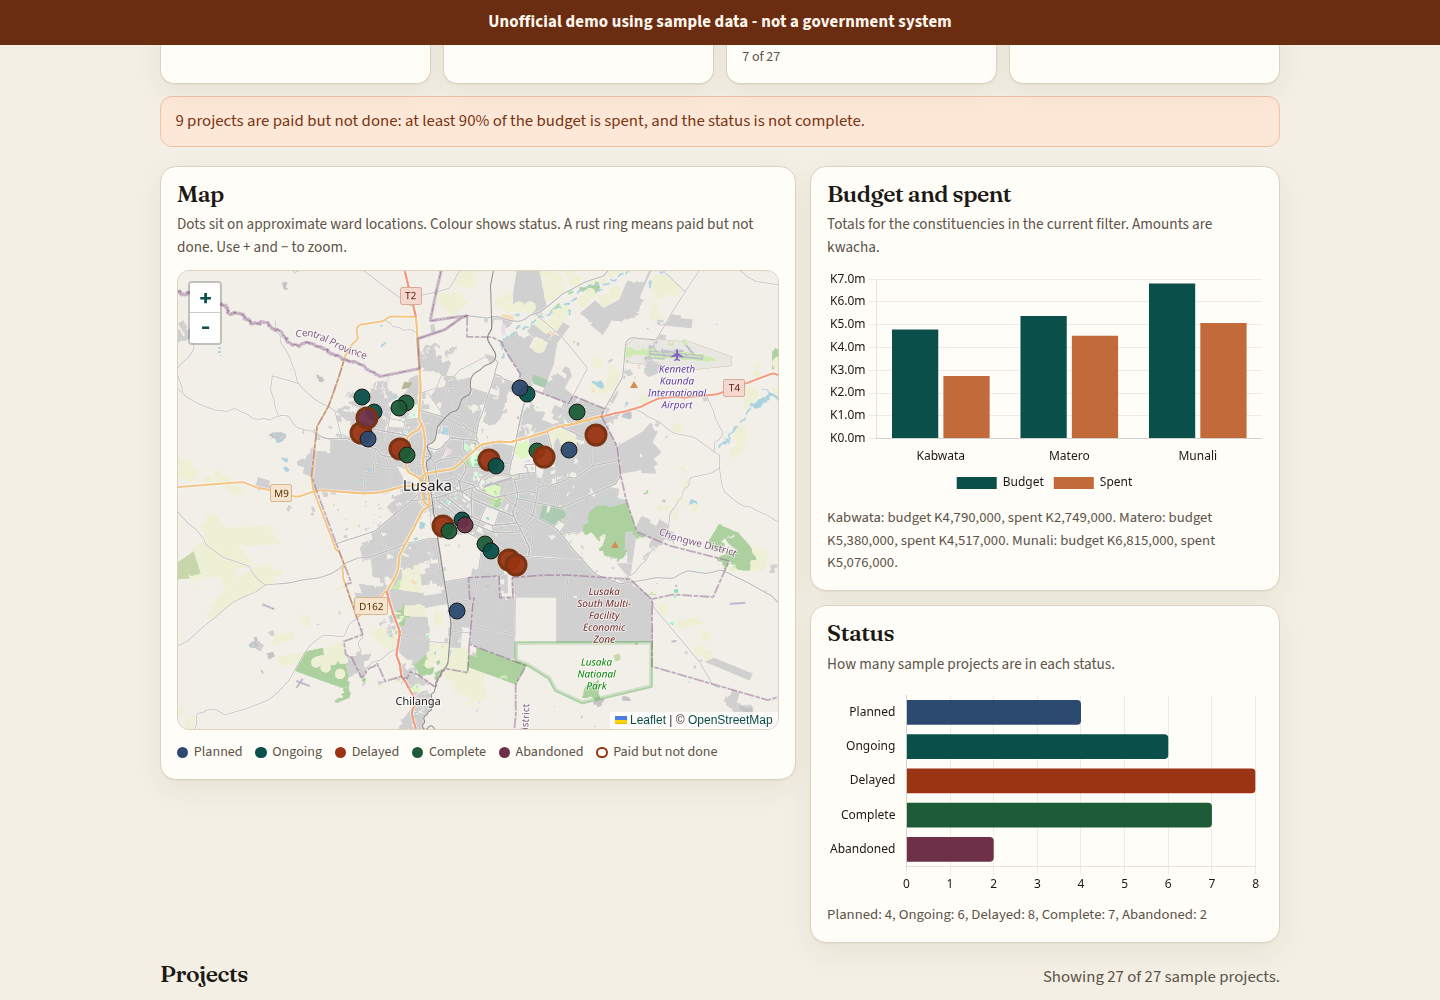 Unofficial demo using sample data - not a government system
7 of 27
9 projects are paid but not done: at least 90% of the budget is spent, and the status is not complete.
Map
Dots sit on approximate ward locations. Colour shows status. A rust ring means paid but not
done. Use + and − to zoom.
+
-
T2
Central Province
Kenneth
Kaunda
International
Airport
T4
M9
Lusaka
Chongwe District
D162
Lusaka
South Multi-
Facility
Economic
Zone
Lusaka
National
Park
Chilanga
strict
Leaflet | © OpenStreetMap
Planned
Ongoing
Delayed
Complete
Abandoned
Paid but not done
Budget and spent
Totals for the constituencies in the current filter. Amounts are
kwacha.
K7.0m
K6.0m
K5.0m
K4.0m
K3.0m
K2.0m
K1.0m
K0.0m
Kabwata
Matero
Munali
Budget
Spent
Kabwata: budget K4,790,000, spent K2,749,000. Matero: budget
K5,380,000, spent K4,517,000. Munali: budget K6,815,000, spent
K5,076,000.
Status
How many sample projects are in each status.
Planned
Ongoing
Delayed
Complete
Abandoned
0 1 2 3 4 5 6 7 8
Planned: 4, Ongoing: 6, Delayed: 8, Complete: 7, Abandoned: 2
Projects
Showing 27 of 27 sample projects.